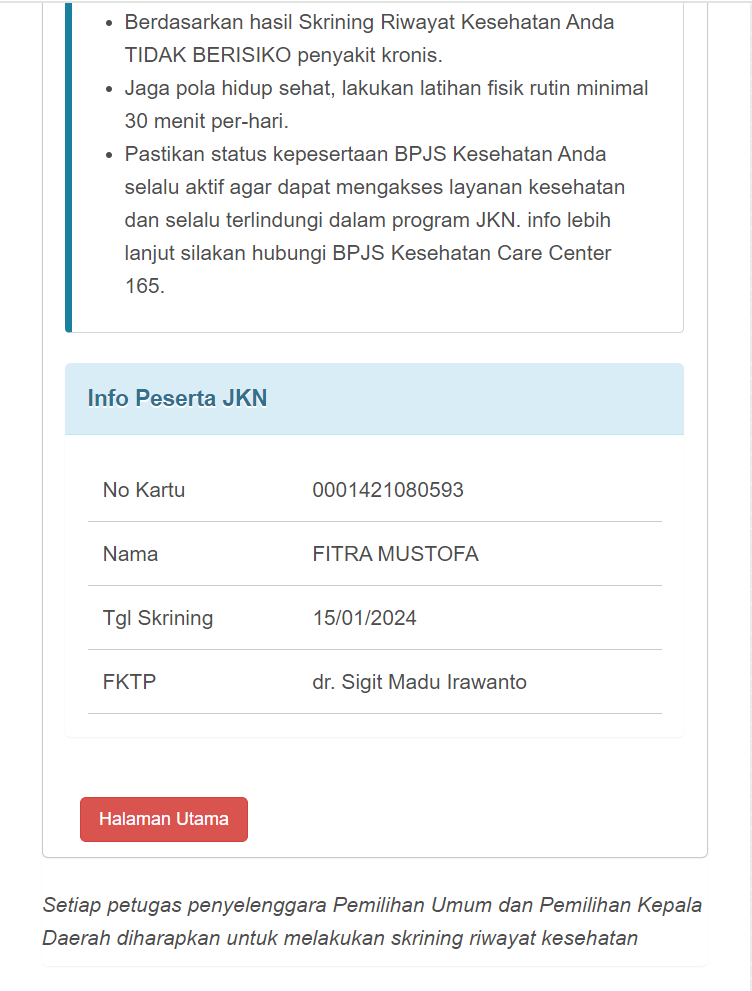 • Berdasarkan hasil Skrining Riwayat Kesehatan Anda
TIDAK BERISIKO penyakit kronis.
• Jaga pola hidup sehat, lakukan latihan fisik rutin minimal
30 menit per-hari.
• Pastikan status kepesertaan BPJS Kesehatan Anda
selalu aktif agar dapat mengakses layanan kesehatan
dan selalu terlindungi dalam program JKN. info lebih
lanjut silakan hubungi BPJS Kesehatan Care Center
165.
Info Peserta JKN
No Kartu 0001421080593
Nama FITRA MUSTOFA
Tgl Skrining 15/01/2024
FKTP dr. Sigit Madu Irawanto
Halaman Utama
Setiap petugas penyelenggara Pemilihan Umum dan Pemilihan Kepala
Daerah diharapkan untuk melakukan skrining riwayat kesehatan